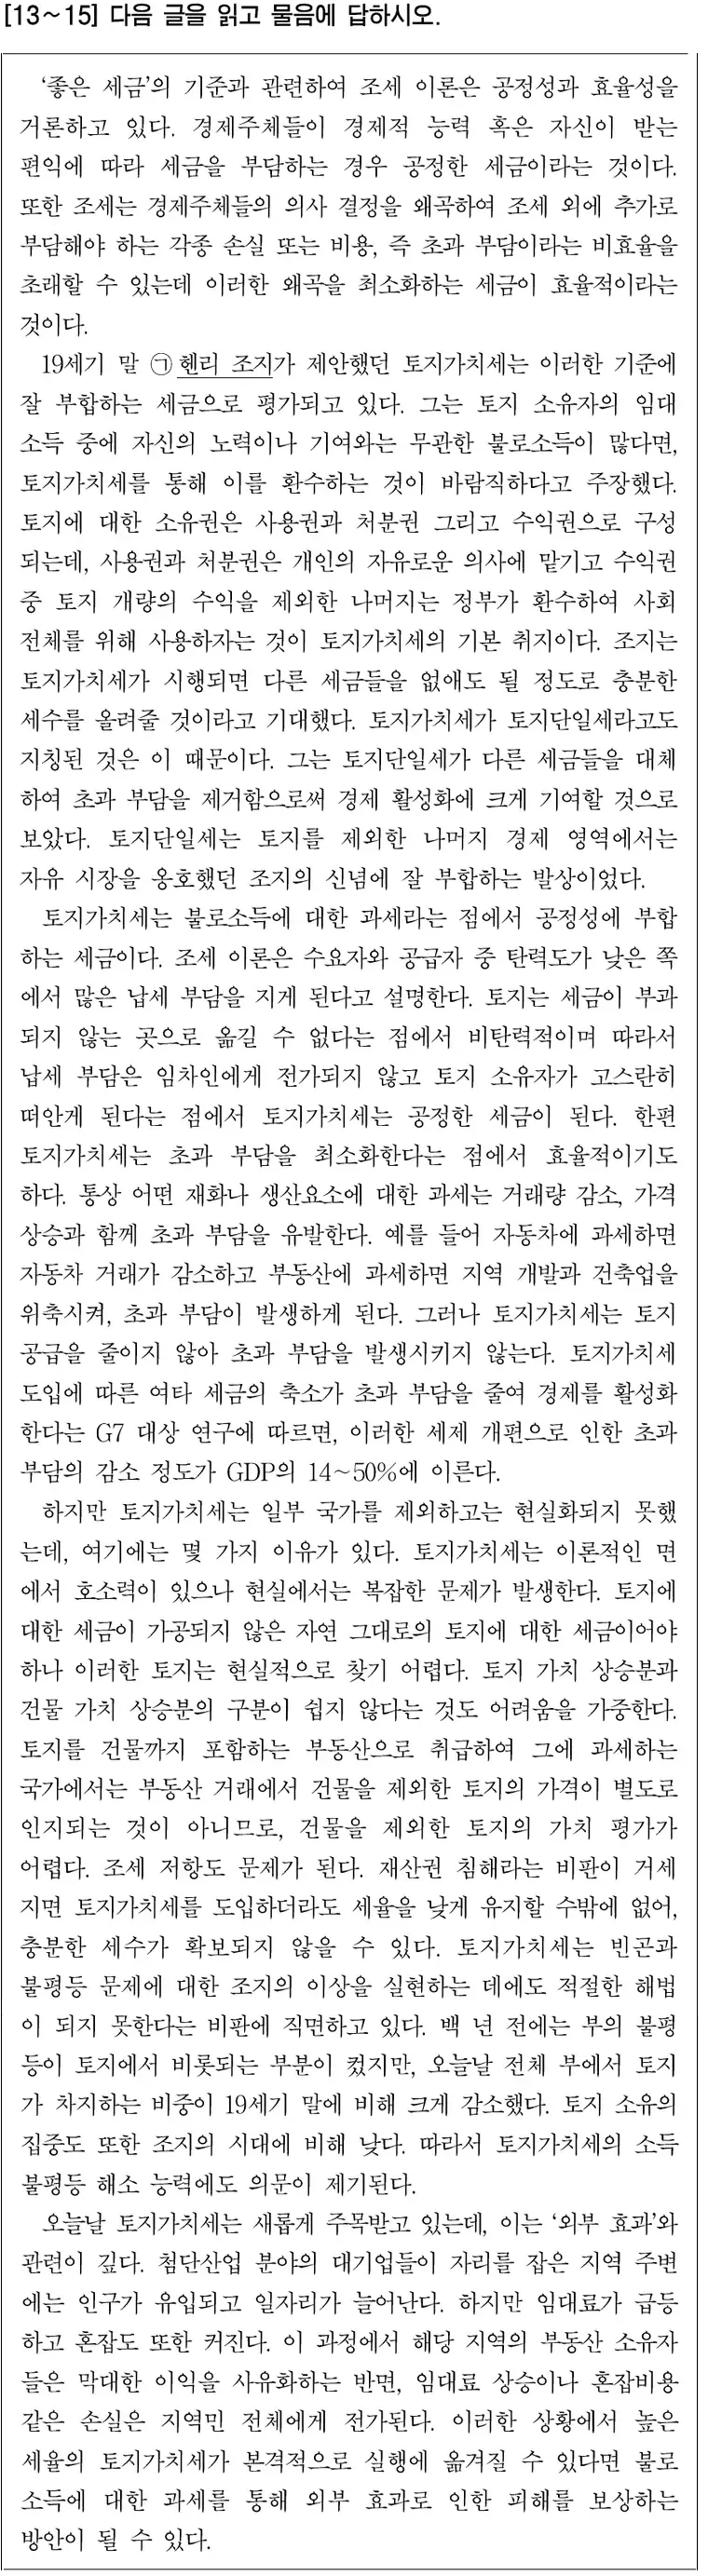 [13~15] 다음 글을 읽고 물음에 답하시오.
‘좋은 세금’의 기준과 관련하여 조세 이론은 공정성과 효율성을
거론하고 있다. 경제주체들이 경제적 능력 혹은 자신이 받는
편익에 따라 세금을 부담하는 경우 공정한 세금이라는 것이다.
또한 조세는 경제주체들의 의사 결정을 왜곡하여 조세 외에 추가로
부담해야 하는 각종 손실 또는 비용, 즉 초과 부담이라는 비효율을
초래할 수 있는데 이러한 왜곡을 최소화하는 세금이 효율적이라는
것이다.
19세기 말 ㉠헨리 조지가 제안했던 토지가치세는 이러한 기준에
잘 부합하는 세금으로 평가되고 있다. 그는 토지 소유자의 임대
소득 중에 자신의 노력이나 기여와는 무관한 불로소득이 많다면,
토지가치세를 통해 이를 환수하는 것이 바람직하다고 주장했다.
토지에 대한 소유권은 사용권과 처분권 그리고 수익권으로 구성
되는데, 사용권과 처분권은 개인의 자유로운 의사에 맡기고 수익권
중 토지 개량의 수익을 제외한 나머지는 정부가 환수하여 사회
전체를 위해 사용하자는 것이 토지가치세의 기본 취지이다. 조지는
토지가치세가 시행되면 다른 세금들을 없애도 될 정도로 충분한
세수를 올려줄 것이라고 기대했다. 토지가치세가 토지단일세라고도
지칭된 것은 이 때문이다. 그는 토지단일세가 다른 세금들을 대체
하여 초과 부담을 제거함으로써 경제 활성화에 크게 기여할 것으로
보았다. 토지단일세는 토지를 제외한 나머지 경제 영역에서는
자유 시장을 옹호했던 조지의 신념에 잘 부합하는 발상이었다.
토지가치세는 불로소득에 대한 과세라는 점에서 공정성에 부합
하는 세금이다. 조세 이론은 수요자와 공급자 중 탄력도가 낮은 쪽
에서 많은 납세 부담을 지게 된다고 설명한다. 토지는 세금이 부과
되지 않는 곳으로 옮길 수 없다는 점에서 비탄력적이며 따라서
납세 부담은 임차인에게 전가되지 않고 토지 소유자가 고스란히
떠안게 된다는 점에서 토지가치세는 공정한 세금이 된다. 한편
토지가치세는 초과 부담을 최소화한다는 점에서 효율적이기도
하다. 통상 어떤 재화나 생산요소에 대한 과세는 거래량 감소, 가격
상승과 함께 초과 부담을 유발한다. 예를 들어 자동차에 과세하면
자동차 거래가 감소하고 부동산에 과세하면 지역 개발과 건축업을
위축시켜, 초과 부담이 발생하게 된다. 그러나 토지가치세는 토지
공급을 줄이지 않아 초과 부담을 발생시키지 않는다. 토지가치세
도입에 따른 여타 세금의 축소가 초과 부담을 줄여 경제를 활성화
한다는 G7 대상 연구에 따르면, 이러한 세제 개편으로 인한 초과
부담의 감소 정도가 GDP의 14~50%에 이른다.
하지만 토지가치세는 일부 국가를 제외하고는 현실화되지 못했
는데, 여기에는 몇 가지 이유가 있다. 토지가치세는 이론적인 면
에서 호소력이 있으나 현실에서는 복잡한 문제가 발생한다. 토지에
대한 세금이 가공되지 않은 자연 그대로의 토지에 대한 세금이어야
하나 이러한 토지는 현실적으로 찾기 어렵다. 토지 가치 상승분과
건물 가치 상승분의 구분이 쉽지 않다는 것도 어려움을 가중한다.
토지를 건물까지 포함하는 부동산으로 취급하여 그에 과세하는
국가에서는 부동산 거래에서 건물을 제외한 토지의 가격이 별도로
인지되는 것이 아니므로, 건물을 제외한 토지의 가치 평가가
어렵다. 조세 저항도 문제가 된다. 재산권 침해라는 비판이 거세
지면 토지가치세를 도입하더라도 세율을 낮게 유지할 수밖에 없어,
충분한 세수가 확보되지 않을 수 있다. 토지가치세는 빈곤과
불평등 문제에 대한 조지의 이상을 실현하는 데에도 적절한 해법
이 되지 못한다는 비판에 직면하고 있다. 백 년 전에는 부의 불평
등이 토지에서 비롯되는 부분이 컸지만, 오늘날 전체 부에서 토지
가 차지하는 비중이 19세기 말에 비해 크게 감소했다. 토지 소유의
집중도 또한 조지의 시대에 비해 낮다. 따라서 토지가치세의 소득
불평등 해소 능력에도 의문이 제기된다.
오늘날 토지가치세는 새롭게 주목받고 있는데, 이는 ‘외부 효과’와
관련이 깊다. 첨단산업 분야의 대기업들이 자리를 잡은 지역 주변
에는 인구가 유입되고 일자리가 늘어난다. 하지만 임대료가 급등
하고 혼잡도 또한 커진다. 이 과정에서 해당 지역의 부동산 소유자
들은 막대한 이익을 사유화하는 반면, 임대료 상승이나 혼잡비용
같은 손실은 지역민 전체에게 전가된다. 이러한 상황에서 높은
세율의 토지가치세가 본격적으로 실행에 옮겨질 수 있다면 불로
소득에 대한 과세를 통해 외부 효과로 인한 피해를 보상하는
방안이 될 수 있다.